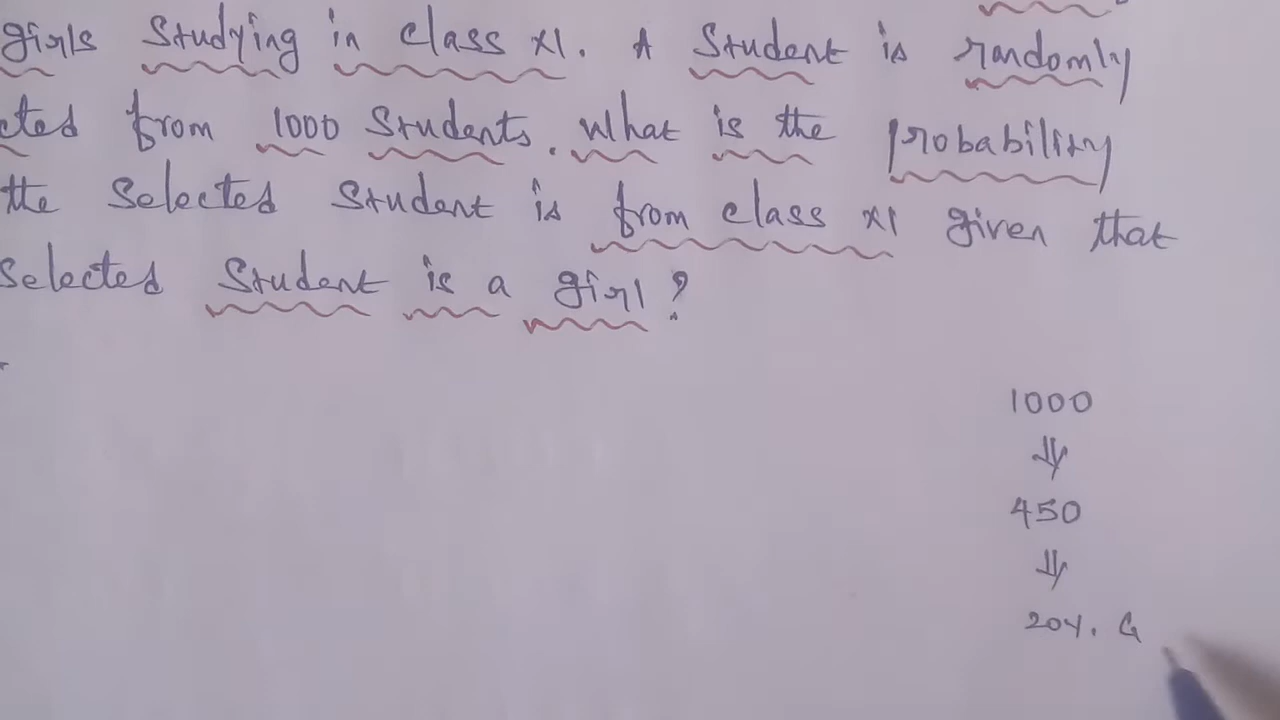 girls studying in class XI. A student is randomly
cted from 1000 students. What is the probability
the selected student is from class XI given that
selected student is a girl?
1000
⇓
450
⇓
20%. G